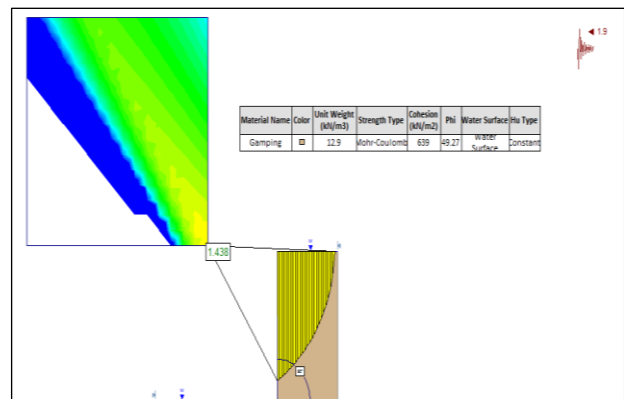 ◄ 1.9
Material Name Color Unit Weight (kN/m3) Strength Type Cohesion (kN/m2) Phi Water Surface Hu Type
Gamping 12.9 Mohr-Coulomb 639 49.27 Water Surface Constant
1.438